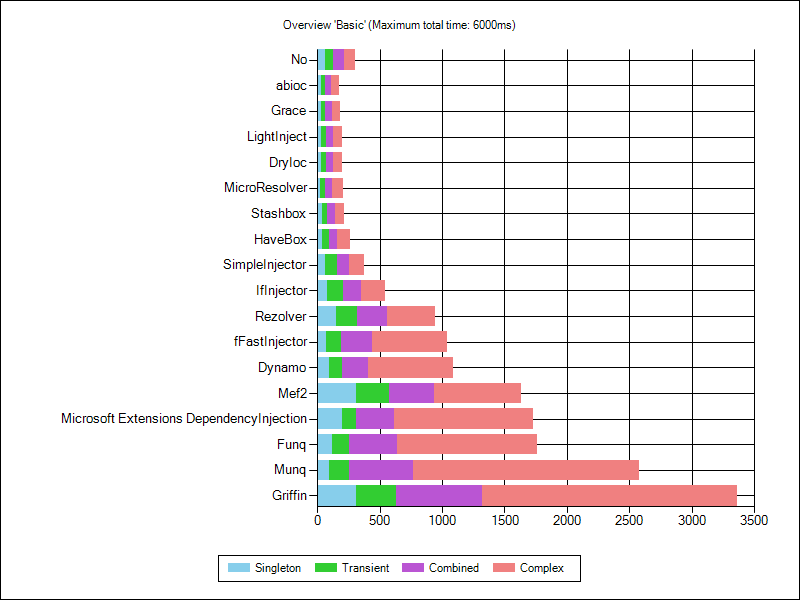 Overview 'Basic' (Maximum total time: 6000ms)
No
abioc
Grace
LightInject
DryIoc
MicroResolver
Stashbox
HaveBox
SimpleInjector
IfInjector
Rezolver
fFastInjector
Dynamo
Mef2
Microsoft Extensions DependencyInjection
Funq
Munq
Griffin
0 500 1000 1500 2000 2500 3000 3500
Singleton Transient Combined Complex